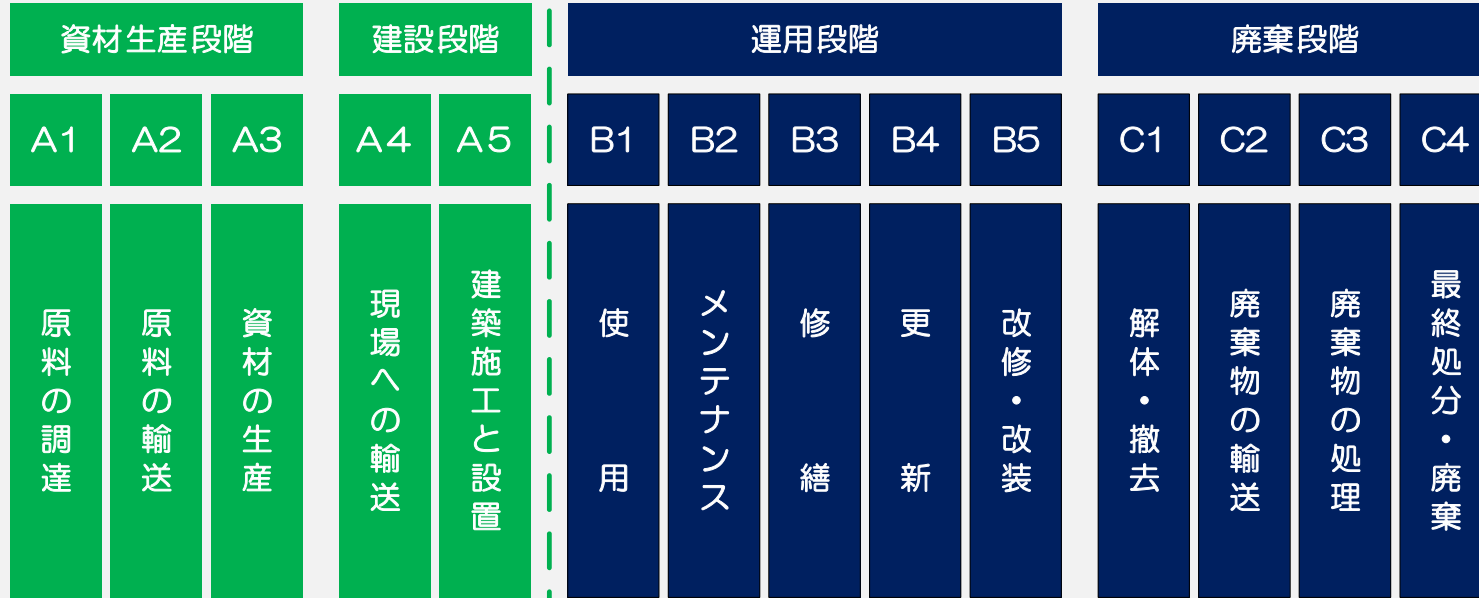 資材生産段階
建設段階
運用段階
廃棄段階
A1
A2
A3
A4
A5
B1
B2
B3
B4
B5
C1
C2
C3
C4
原料の調達
原料の輸送
資材の生産
現場への輸送
建築施工と設置
使用
メンテナンス
修繕
更新
改修・改装
解体・撤去
廃棄物の輸送
廃棄物の処理
最終処分・廃棄